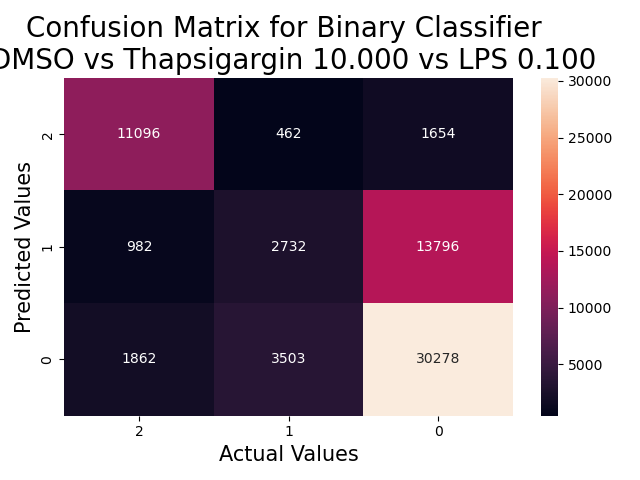 Confusion Matrix for Binary Classifier
DMSO vs Thapsigargin 10.000 vs LPS 0.100
Predicted Values
2
11096 462 1654
1
982 2732 13796
0
1862 3503 30278
2 1 0
Actual Values
30000
25000
20000
15000
10000
5000